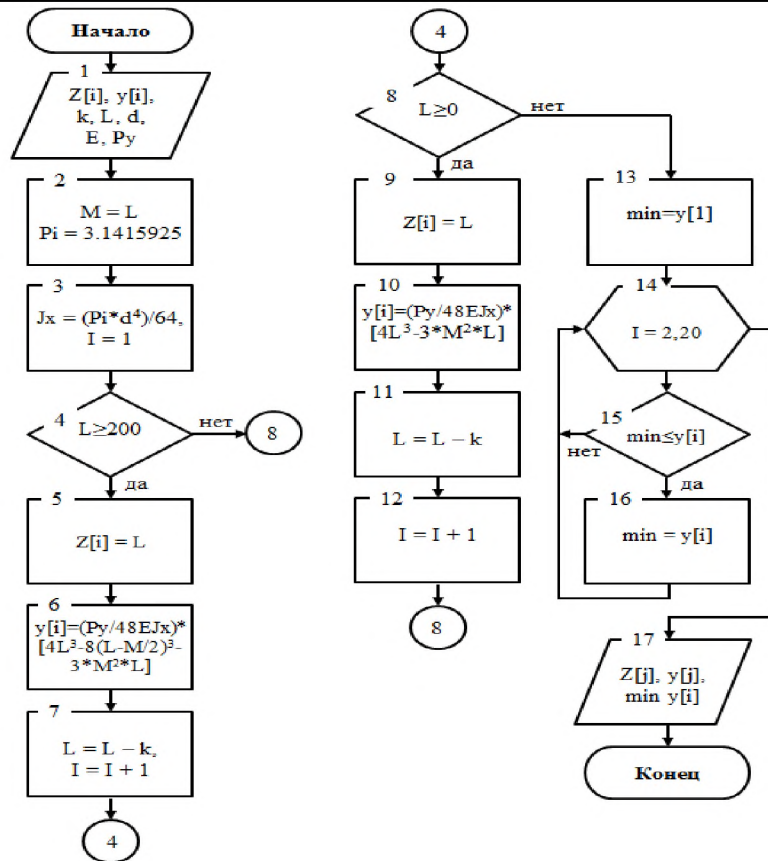 Начало
1
Z[i], y[i],
k, L, d,
E, Py
2
M = L
Pi = 3.1415925
3
Jx = (Pi*d⁴)/64,
I = 1
4
L≥200
нет
8
да
5
Z[i] = L
6
y[i]=(Py/48EJx)*
[4L³-8(L-M/2)³-
3*M²*L]
7
L = L – k,
I = I + 1
4
4
8
L≥0
нет
да
9
Z[i] = L
10
y[i]=(Py/48EJx)*
[4L³-3*M²*L]
11
L = L – k
12
I = I + 1
8
13
min=y[1]
14
I = 2,20
15
min≤y[i]
нет
да
16
min = y[i]
17
Z[j], y[j],
min y[i]
Конец